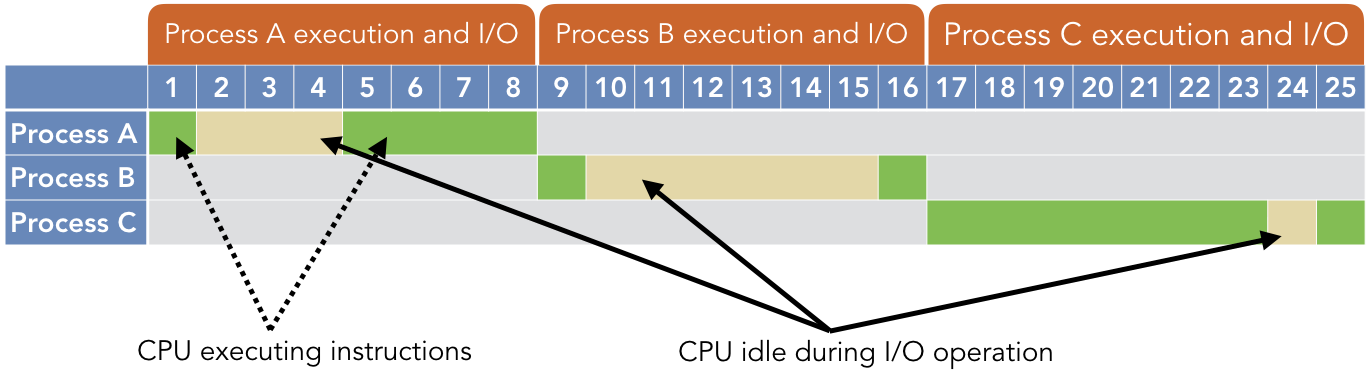 Process A execution and I/O Process B execution and I/O Process C execution and I/O
1 2 3 4 5 6 7 8 9 10 11 12 13 14 15 16 17 18 19 20 21 22 23 24 25
Process A
Process B
Process C
CPU executing instructions CPU idle during I/O operation